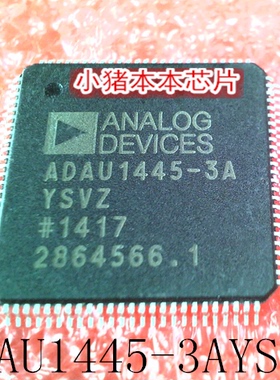 小猪本本芯片
ANALOG
DEVICES
ADAU1445-3A
YSVZ
#1417
2864566.1
AU1445-3AYS